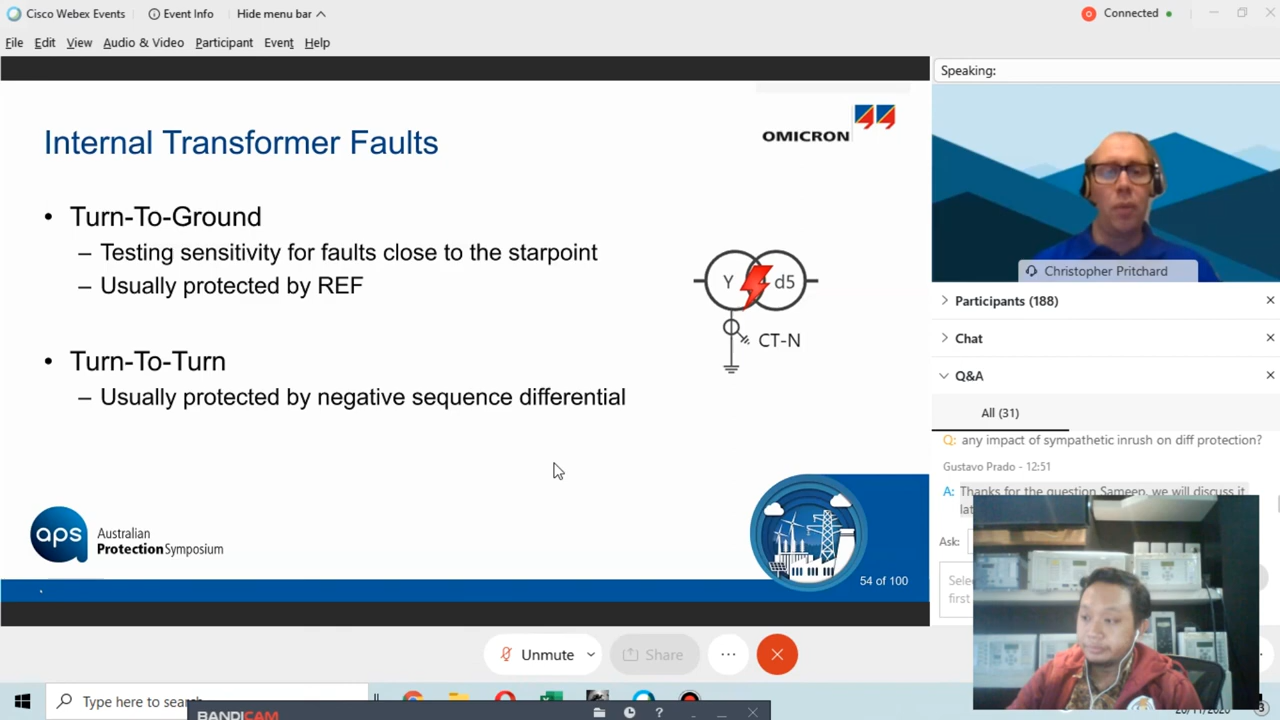 Cisco Webex Events
Event Info
Hide menu bar
Connected
File Edit View Audio & Video Participant Event Help
Speaking:
Internal Transformer Faults
OMICRON
• Turn-To-Ground
– Testing sensitivity for faults close to the starpoint
– Usually protected by REF
Y
d5
CT-N
• Turn-To-Turn
– Usually protected by negative sequence differential
aps
Australian
ProtectionSymposium
54 of 100
Christopher Pritchard
Participants (188)
Chat
Q&A
All (31)
Q: any impact of sympathetic inrush on diff protection?
Gustavo Prado - 12:51
A: Thanks for the question Sameep, we will discuss it
Ask:
first
Unmute
Share
Type here to
BANDICAM